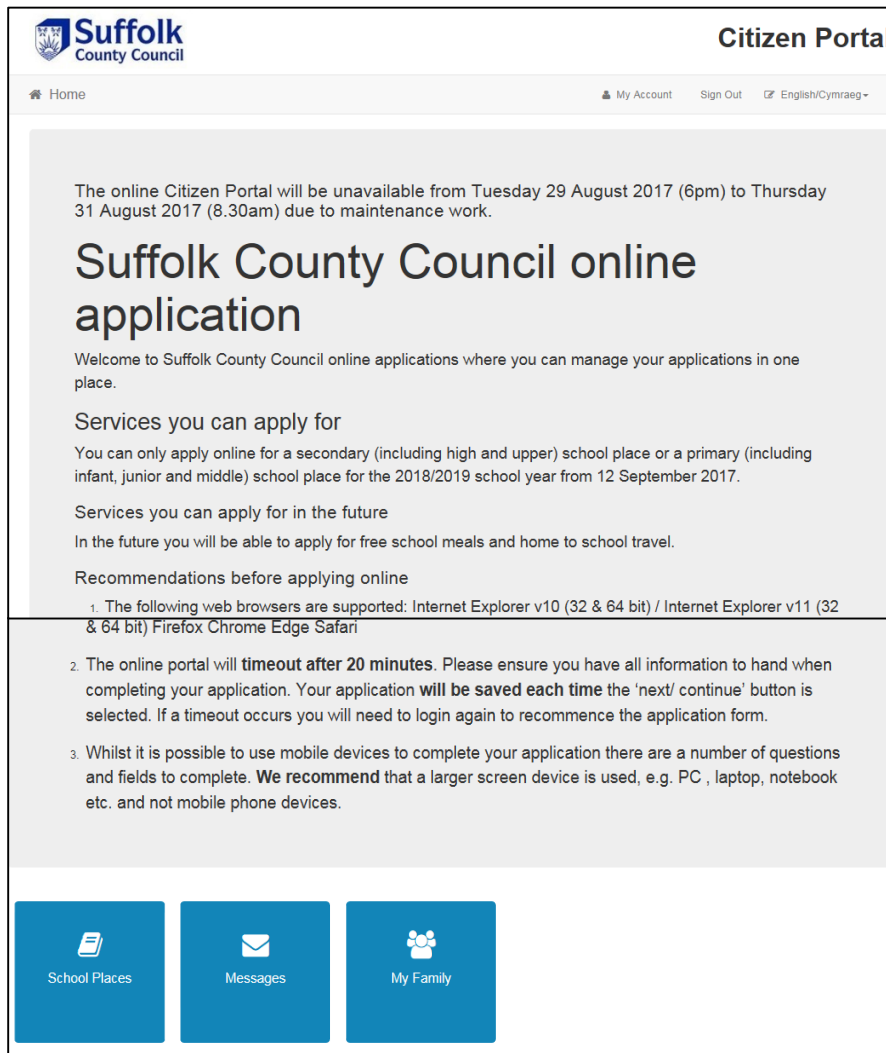 Suffolk
County Council
Citizen Portal
Home
My Account Sign Out English/Cymraeg
The online Citizen Portal will be unavailable from Tuesday 29 August 2017 (6pm) to Thursday
31 August 2017 (8.30am) due to maintenance work.
Suffolk County Council online
application
Welcome to Suffolk County Council online applications where you can manage your applications in one
place.
Services you can apply for
You can only apply online for a secondary (including high and upper) school place or a primary (including
infant, junior and middle) school place for the 2018/2019 school year from 12 September 2017.
Services you can apply for in the future
In the future you will be able to apply for free school meals and home to school travel.
Recommendations before applying online
1. The following web browsers are supported: Internet Explorer v10 (32 & 64 bit) / Internet Explorer v11 (32
& 64 bit) Firefox Chrome Edge Safari
2. The online portal will timeout after 20 minutes. Please ensure you have all information to hand when
completing your application. Your application will be saved each time the ‘next/ continue’ button is
selected. If a timeout occurs you will need to login again to recommence the application form.
3. Whilst it is possible to use mobile devices to complete your application there are a number of questions
and fields to complete. We recommend that a larger screen device is used, e.g. PC , laptop, notebook
etc. and not mobile phone devices.
School Places
Messages
My Family